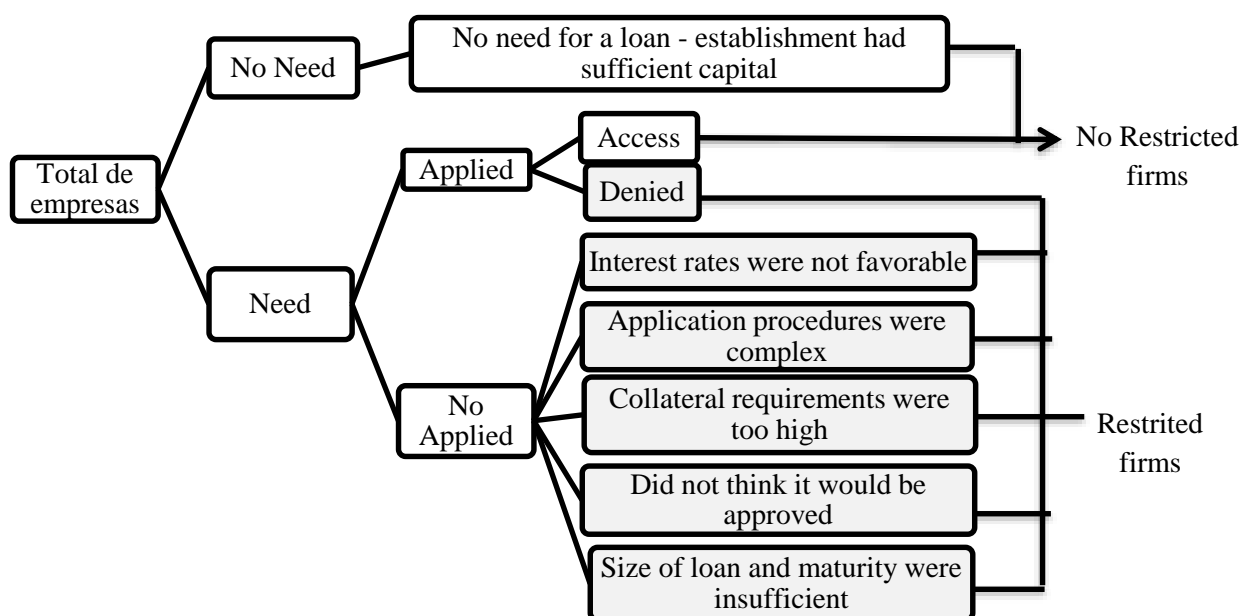 No Need
No need for a loan - establishment had
sufficient capital
Total de
empresas
Need
Applied
Access
Denied
No Restricted
firms
No
Applied
Interest rates were not favorable
Application procedures were
complex
Collateral requirements were
too high
Did not think it would be
approved
Size of loan and maturity were
insufficient
Restrited
firms